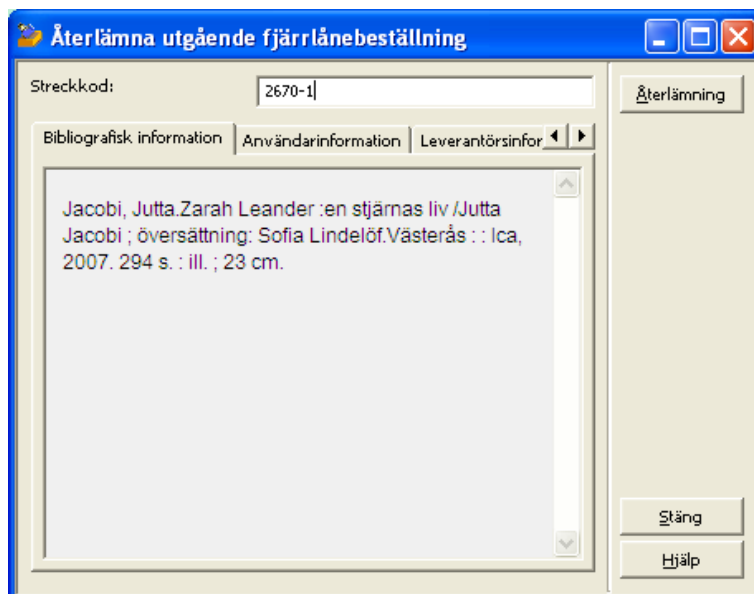 Återlämna utgående fjärrlånebeställning
Streckkod:
2670-1
Återlämning
Bibliografisk information
Användarinformation
Leverantörsinfor
Jacobi, Jutta.Zarah Leander :en stjärnas liv /Jutta
Jacobi ; översättning: Sofia Lindelöf.Västerås : : Ica,
2007. 294 s. : ill. ; 23 cm.
Stäng
Hjälp